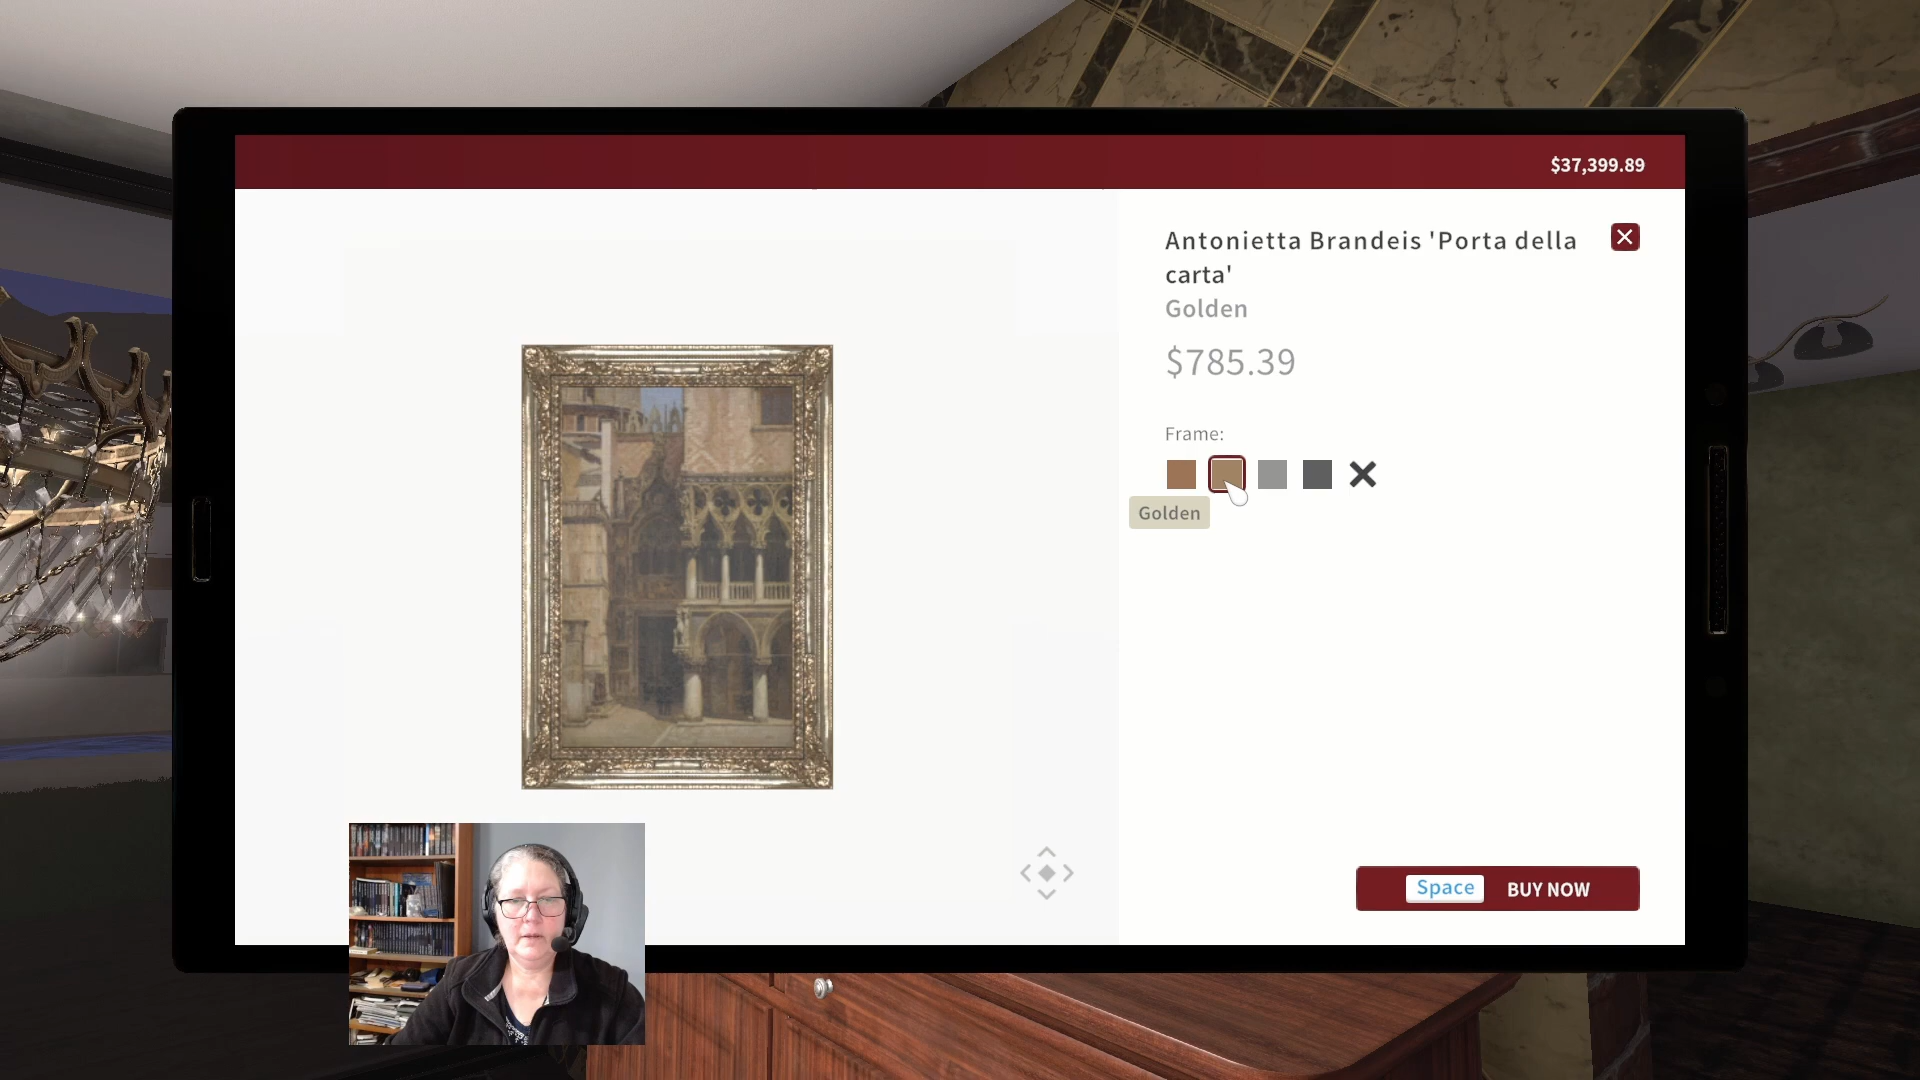 $37,399.89
Antonietta Brandeis 'Porta della
carta'
Golden
$785.39
Frame:
Golden
Space BUY NOW